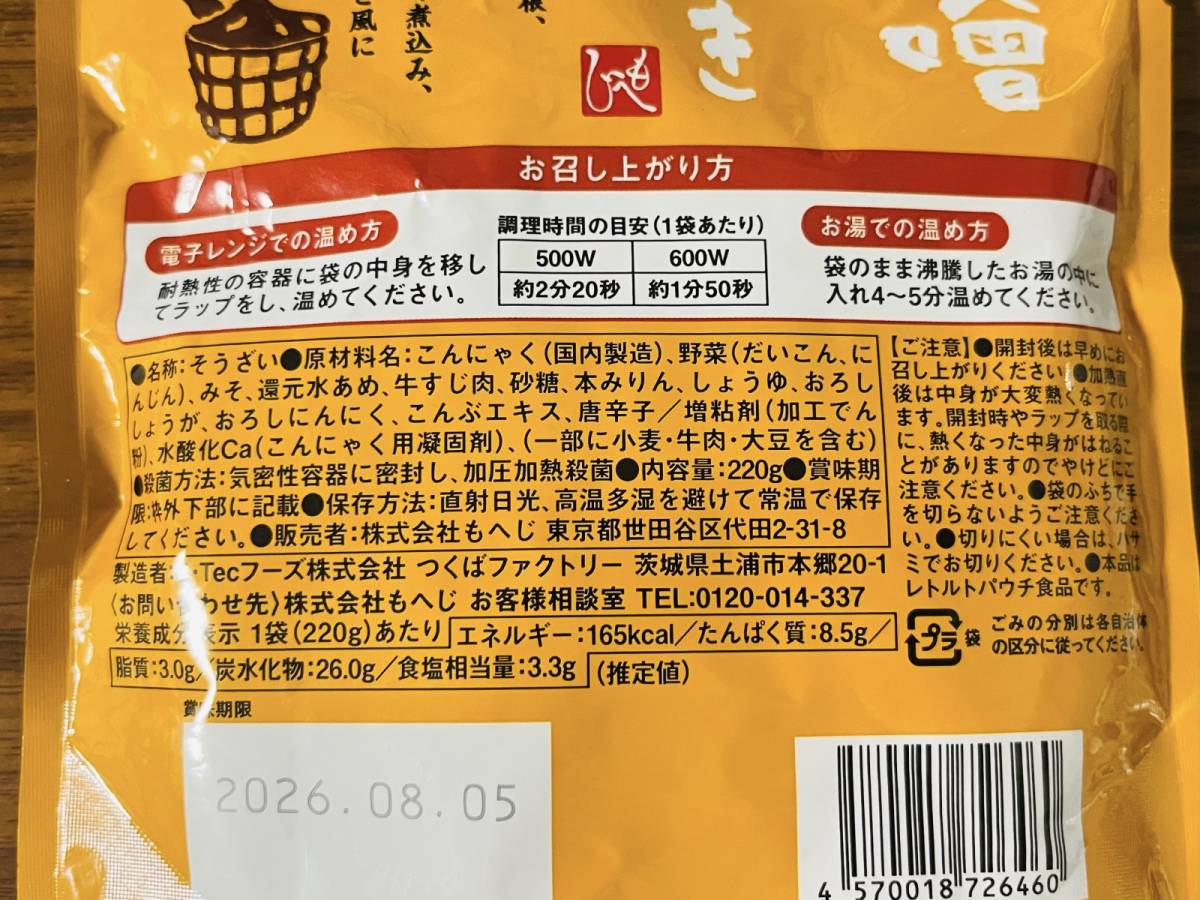 根、
煮込み、
と風に
き
噌
もへじ
お召し上がり方
電子レンジでの温め方
耐熱性の容器に袋の中身を移し
てラップをし、温めてください。
調理時間の目安(1袋あたり)
500W 600W
約2分20秒 約1分50秒
お湯での温め方
袋のまま沸騰したお湯の中に
入れ4〜5分温めてください。
●名称:そうざい●原材料名:こんにゃく(国内製造)、野菜(だいこん、に
んじん)、みそ、還元水あめ、牛すじ肉、砂糖、本みりん、しょうゆ、おろし
しょうが、おろしにんにく、こんぶエキス、唐辛子/増粘剤(加工でん
粉)、水酸化Ca(こんにゃく用凝固剤)、(一部に小麦・牛肉・大豆を含む)
●殺菌方法:気密性容器に密封し、加圧加熱殺菌●内容量:220g●賞味期
限:枠外下部に記載●保存方法:直射日光、高温多湿を避けて常温で保存
してください。●販売者:株式会社もへじ 東京都世田谷区代田2-31-8
製造者:・Tecフーズ株式会社 つくばファクトリー 茨城県土浦市本郷20-1
〈お問い合わせ先〉株式会社もへじ お客様相談室 TEL:0120-014-337
栄養成分表示 1袋(220g)あたり エネルギー:165kcal/たんぱく質:8.5g/
脂質:3.0g/炭水化物:26.0g/食塩相当量:3.3g (推定値)
【ご注意】●開封後は早めにお
召し上がりください。●加熱直
後は中身が大変熱くなってい
ます。開封時やラップを取る際
に、熱くなった中身がはねるこ
とがありますのでやけどにご
注意ください。●袋のふちで手
を切らないようご注意くださ
い。●切りにくい場合は、ハサ
ミでお切りください。●本品は
レトルトパウチ食品です。
プラ 袋
ごみの分別は各自治体
の区分に従ってください。
賞味期限
2026.08.05
4 570018 726460